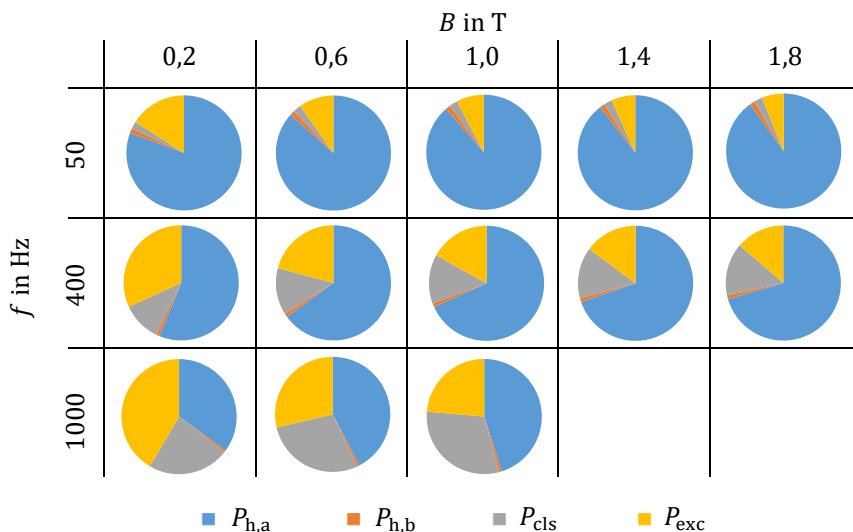 B in T
0,2 0,6 1,0 1,4 1,8
f in Hz
50
400
1000
P_h,a P_h,b P_cls P_exc